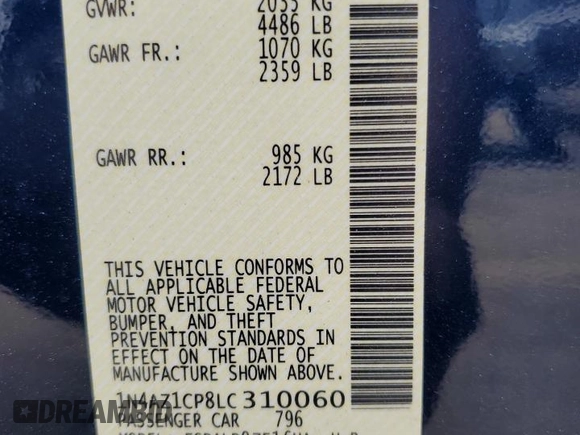 GVWR: 2035 KG
4486 LB
GAWR FR.: 1070 KG
2359 LB
GAWR RR.: 985 KG
2172 LB
THIS VEHICLE CONFORMS TO
ALL APPLICABLE FEDERAL
MOTOR VEHICLE SAFETY,
BUMPER, AND THEFT
PREVENTION STANDARDS IN
EFFECT ON THE DATE OF
MANUFACTURE SHOWN ABOVE.
1N4AZ1CP8LC310060
PASSENGER CAR 796
DREAMBID